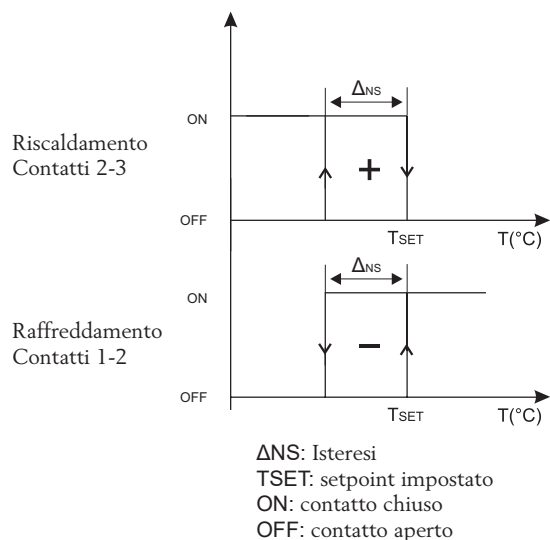 ΔNS
ON
Riscaldamento
Contatti 2-3
+
OFF
TSET
T(°C)
ΔNS
ON
Raffreddamento
Contatti 1-2
−
OFF
TSET
T(°C)
ΔNS: Isteresi
TSET: setpoint impostato
ON: contatto chiuso
OFF: contatto aperto